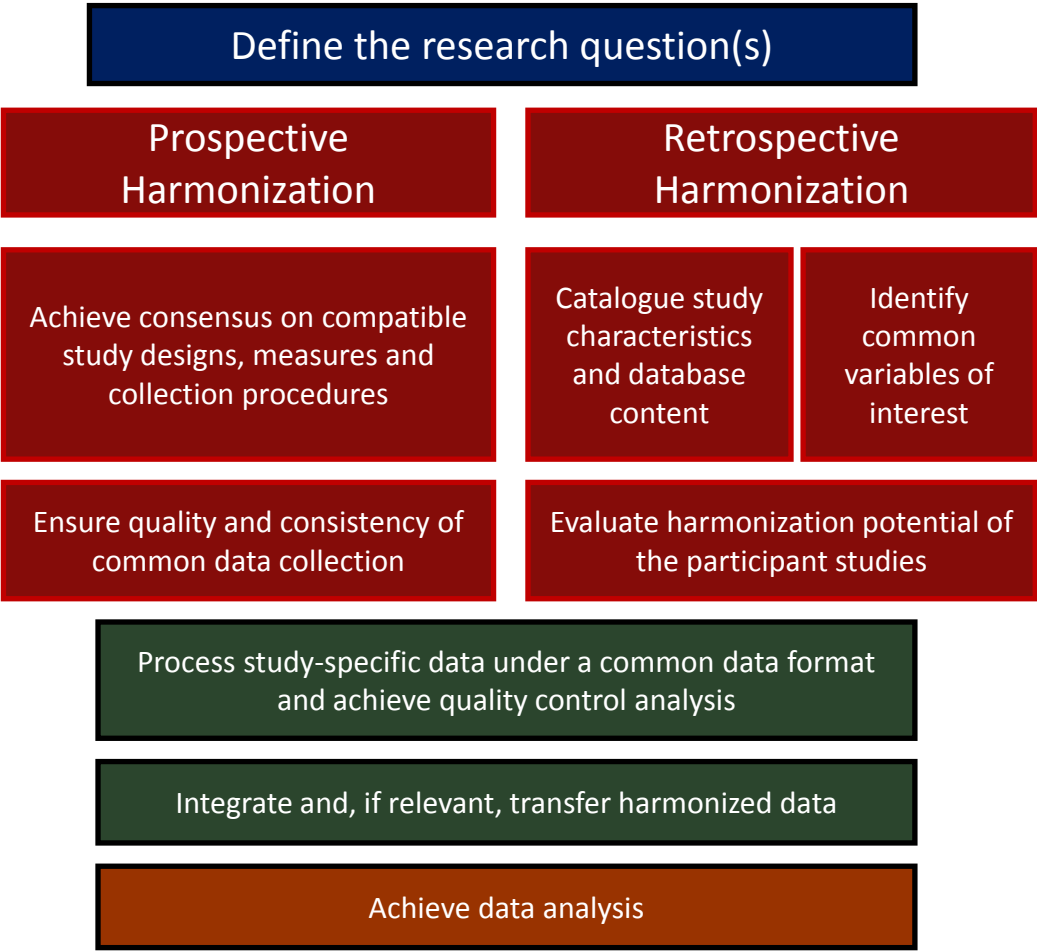 Define the research question(s)
Prospective
Harmonization
Retrospective
Harmonization
Achieve consensus on compatible
study designs, measures and
collection procedures
Catalogue study
characteristics
and database
content
Identify
common
variables of
interest
Ensure quality and consistency of
common data collection
Evaluate harmonization potential of
the participant studies
Process study-specific data under a common data format
and achieve quality control analysis
Integrate and, if relevant, transfer harmonized data
Achieve data analysis